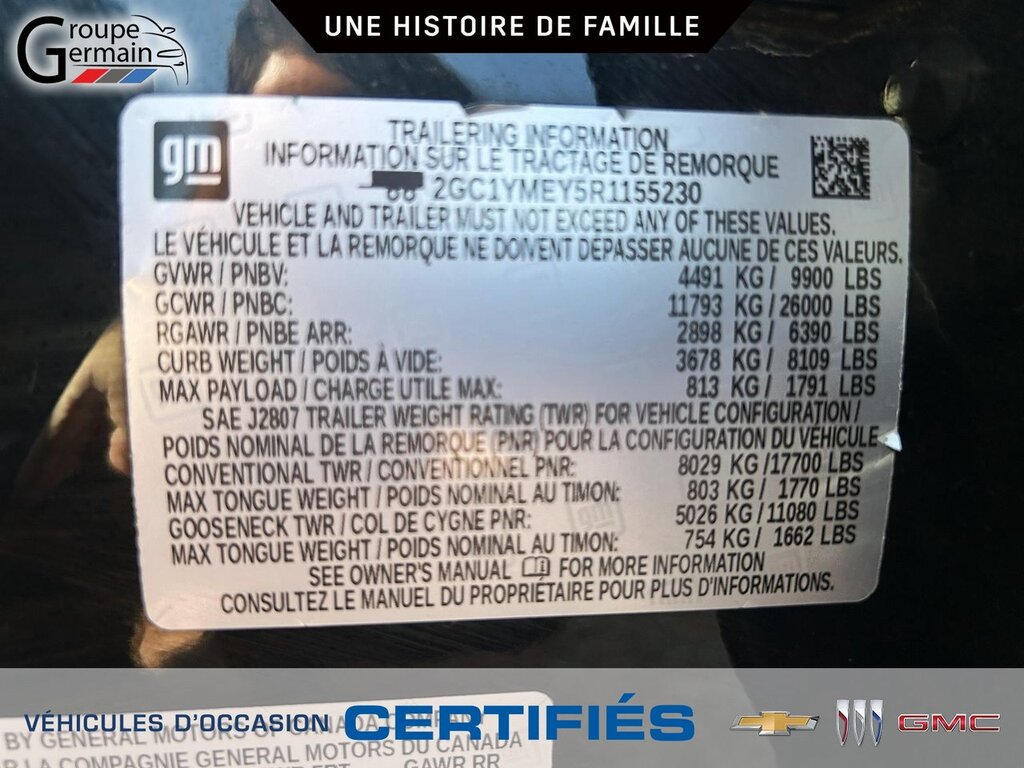 Groupe
Germain
UNE HISTOIRE DE FAMILLE
gm
TRAILERING INFORMATION
INFORMATION SUR LE TRACTAGE DE REMORQUE
2GC1YMEY5R1155230
VEHICLE AND TRAILER MUST NOT EXCEED ANY OF THESE VALUES.
LE VÉHICULE ET LA REMORQUE NE DOIVENT DÉPASSER AUCUNE DE CES VALEURS.
GVWR / PNBV: 4491 KG / 9900 LBS
GCWR / PNBC: 11793 KG / 26000 LBS
RGAWR / PNBE ARR: 2898 KG / 6390 LBS
CURB WEIGHT / POIDS À VIDE: 3678 KG / 8109 LBS
MAX PAYLOAD / CHARGE UTILE MAX: 813 KG / 1791 LBS
SAE J2807 TRAILER WEIGHT RATING (TWR) FOR VEHICLE CONFIGURATION /
POIDS NOMINAL DE LA REMORQUE (PNR) POUR LA CONFIGURATION DU VÉHICULE
CONVENTIONAL TWR / CONVENTIONNEL PNR: 8029 KG /17700 LBS
MAX TONGUE WEIGHT / POIDS NOMINAL AU TIMON: 803 KG / 1770 LBS
GOOSENECK TWR / COL DE CYGNE PNR: 5026 KG / 11080 LBS
MAX TONGUE WEIGHT / POIDS NOMINAL AU TIMON: 754 KG / 1662 LBS
SEE OWNER'S MANUAL FOR MORE INFORMATION
CONSULTEZ LE MANUEL DU PROPRIÉTAIRE POUR PLUS D'INFORMATIONS.
VÉHICULES D'OCCASION CERTIFIÉS GMC
BY GENERAL MOTORS OF CANADA COMPANY
LA COMPAGNIE GENERAL MOTORS DU CANADA
GAWR RR